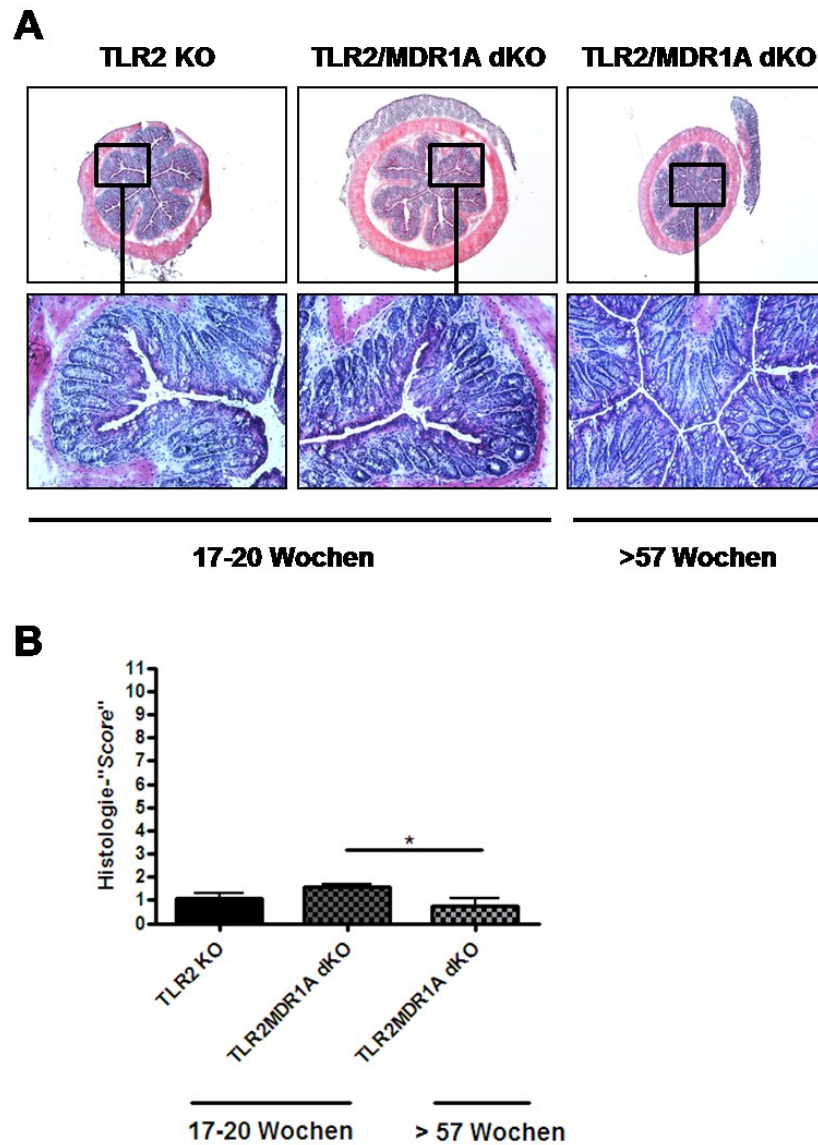 A
TLR2 KO
TLR2/MDR1A dKO
TLR2/MDR1A dKO
17-20 Wochen
>57 Wochen
B
Histologie-"Score"
11
10
9
8
7
6
5
4
3
2
1
0
*
TLR2 KO
TLR2MDR1A dKO
TLR2MDR1A dKO
17-20 Wochen
> 57 Wochen